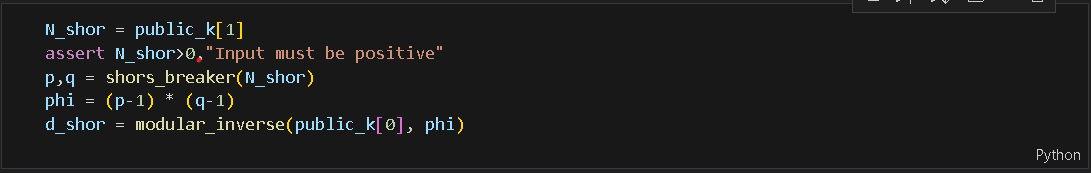 N_shor = public_k[1]
assert N_shor>0,"Input must be positive"
p,q = shors_breaker(N_shor)
phi = (p-1) * (q-1)
d_shor = modular_inverse(public_k[0], phi)
Python